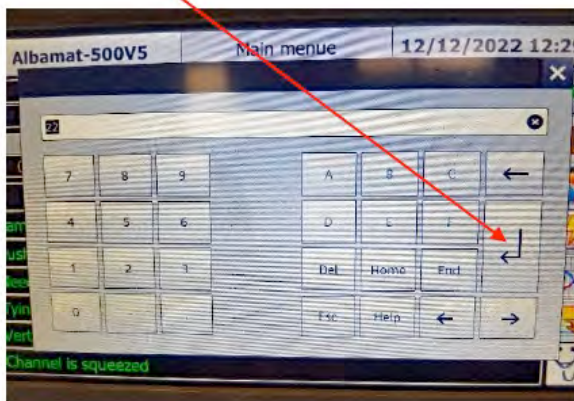 Albamat-500V5 Main menue 12/12/2022 12:2
22
7 8 9 A B C
4 5 6 D E F
1 2 3 Del Home End
0 . Esc Help
Channel is squeezed